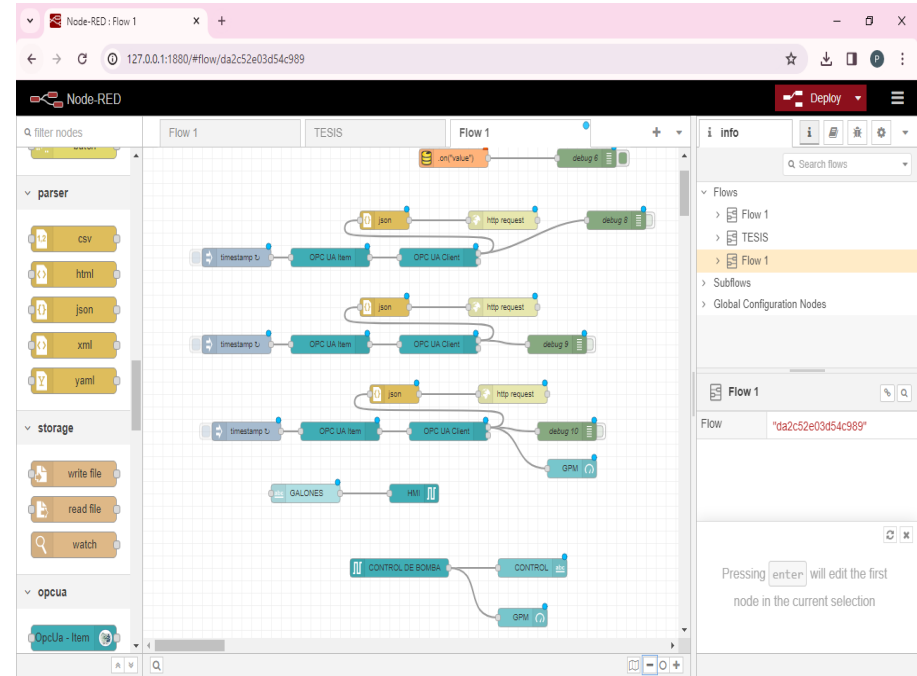 Node-RED : Flow 1
127.0.0.1:1880/#flow/da2c52e03d54c989
P
Node-RED
Deploy
filter nodes
Flow 1
TESIS
Flow 1
i info
i
Search flows
parser
csv
html
json
xml
yaml
storage
write file
read file
watch
opcua
OpcUa - Item
.on("value")
debug 6
json
http request
debug 8
timestamp ↻
OPC UA Item
OPC UA Client
json
http request
timestamp ↻
OPC UA Item
OPC UA Client
debug 9
json
http request
timestamp ↻
OPC UA Item
OPC UA Client
debug 10
GPM
abc GALONES
HMI
CONTROL DE BOMBA
CONTROL abc
GPM
Flows
Flow 1
TESIS
Flow 1
Subflows
Global Configuration Nodes
Flow 1
Flow "da2c52e03d54c989"
Pressing enter will edit the first
node in the current selection